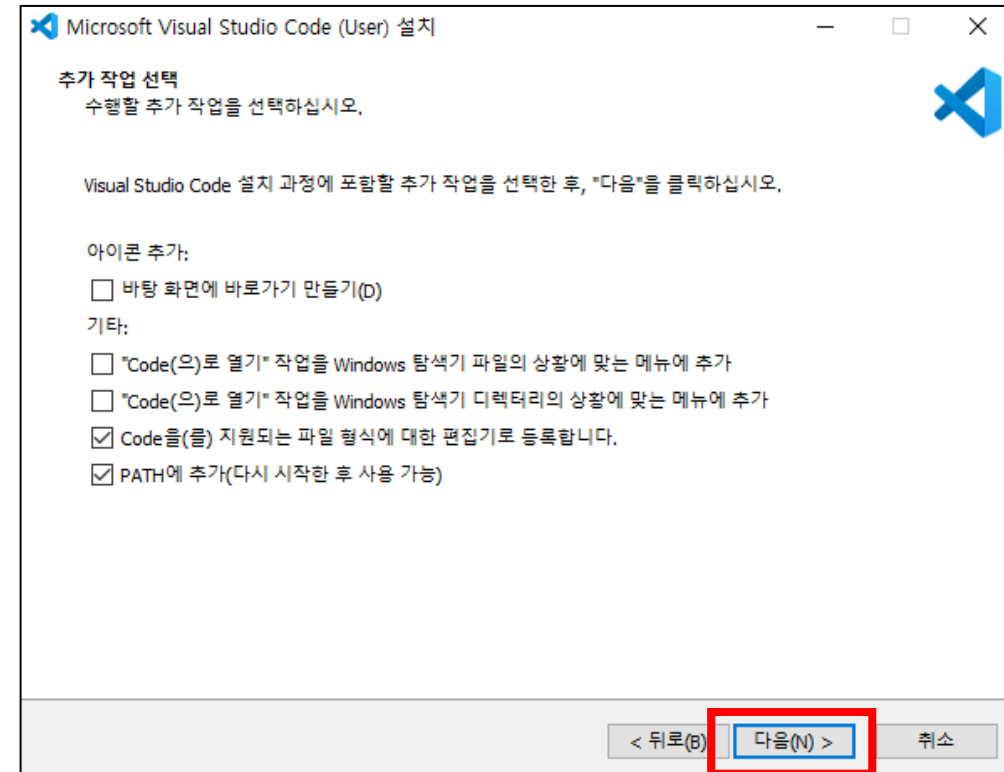 Microsoft Visual Studio Code (User) 설치
추가 작업 선택
수행할 추가 작업을 선택하십시오.
Visual Studio Code 설치 과정에 포함할 추가 작업을 선택한 후, "다음"을 클릭하십시오.
아이콘 추가:
바탕 화면에 바로가기 만들기(D)
기타:
"Code(으)로 열기" 작업을 Windows 탐색기 파일의 상황에 맞는 메뉴에 추가
"Code(으)로 열기" 작업을 Windows 탐색기 디렉터리의 상황에 맞는 메뉴에 추가
Code을(를) 지원되는 파일 형식에 대한 편집기로 등록합니다.
PATH에 추가(다시 시작한 후 사용 가능)
< 뒤로(B) 다음(N) > 취소